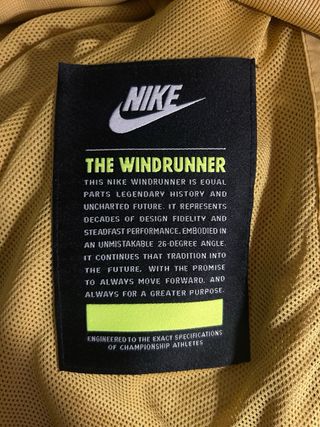 NIKE
THE WINDRUNNER
THIS NIKE WINDRUNNER IS EQUAL
PARTS LEGENDARY HISTORY AND
UNCHARTED FUTURE. IT REPRESENTS
DECADES OF DESIGN FIDELITY AND
STEADFAST PERFORMANCE, EMBODIED IN
AN UNMISTAKABLE 26-DEGREE ANGLE.
IT CONTINUES THAT TRADITION INTO
THE FUTURE, WITH THE PROMISE
TO ALWAYS MOVE FORWARD, AND
ALWAYS FOR A GREATER PURPOSE.
ENGINEERED TO THE EXACT SPECIFICATIONS
OF CHAMPIONSHIP ATHLETES